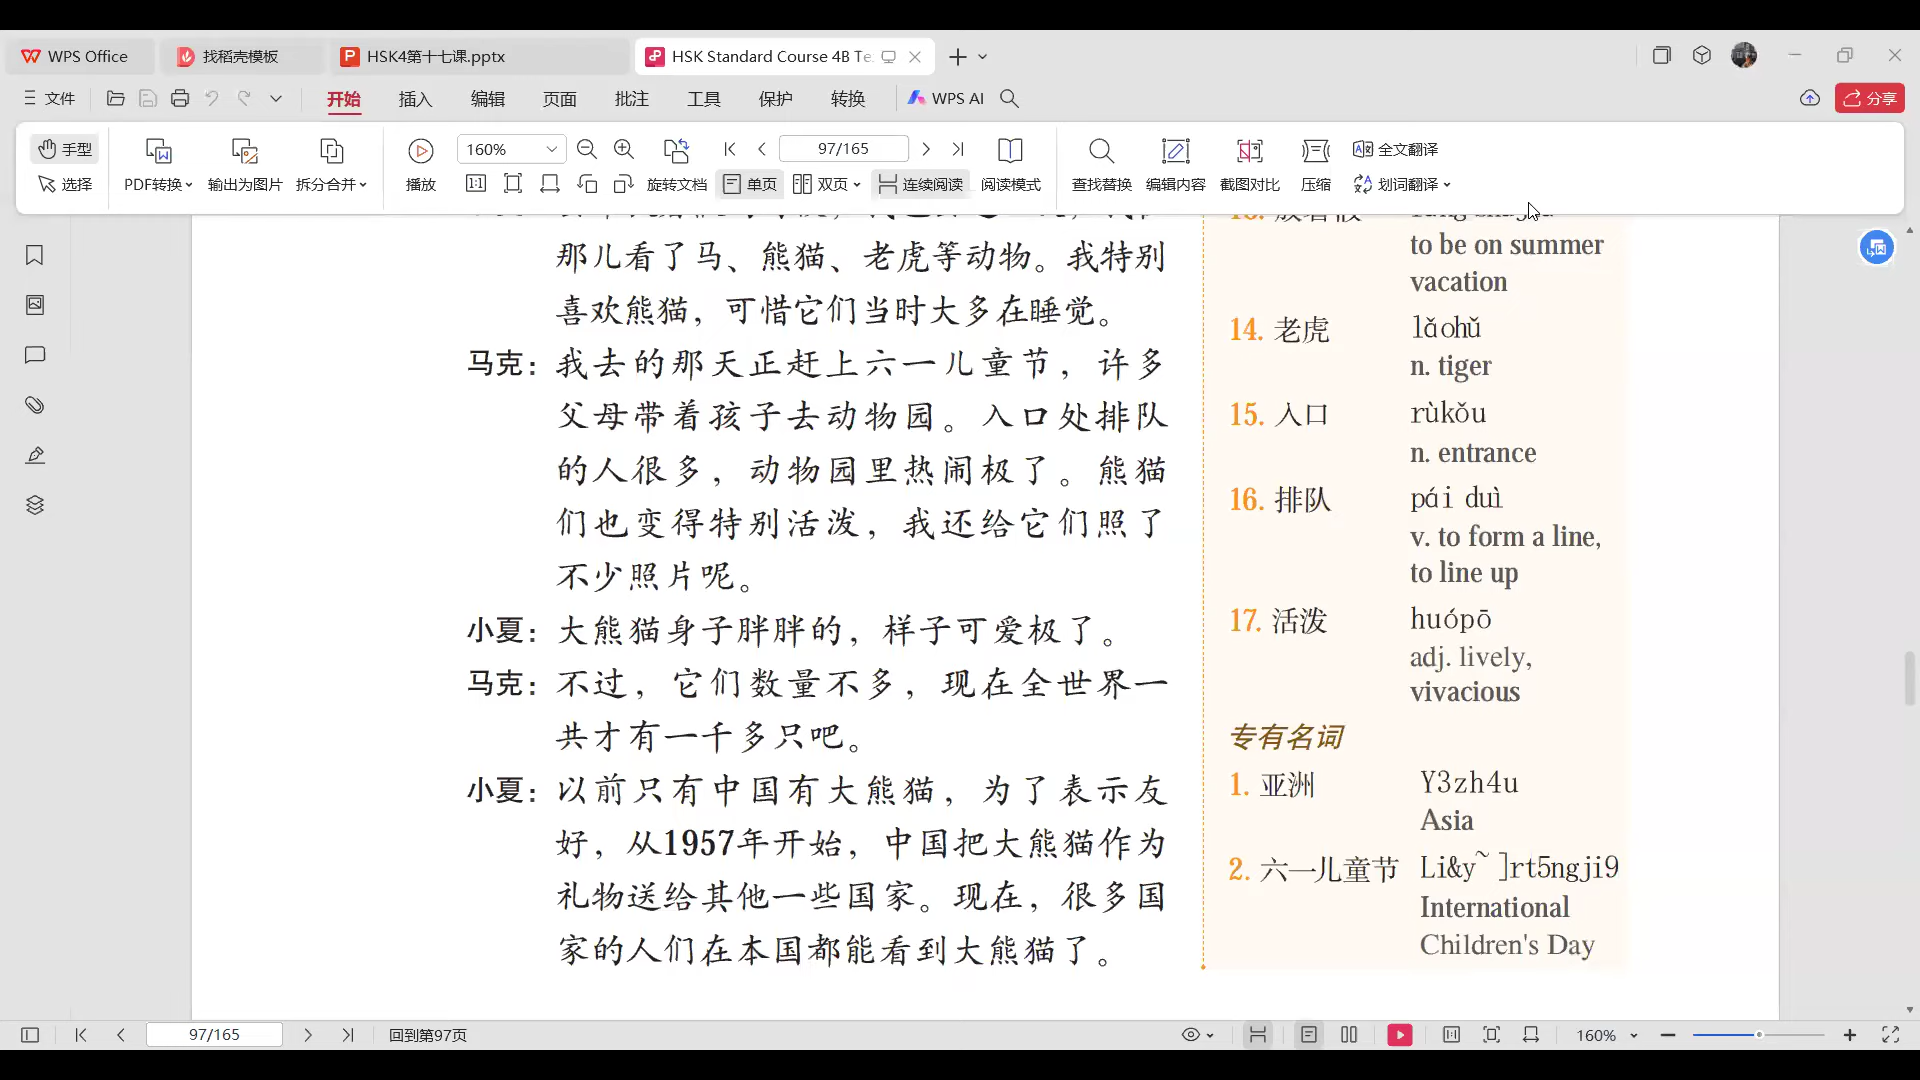 WPS Office
找稻壳模板
HSK4第十七课.pptx
HSK Standard Course 4B Te
文件
开始
插入
编辑
页面
批注
工具
保护
转换
WPS AI
分享
手型
选择
PDF转换
输出为图片
拆分合并
播放
160%
97/165
旋转文档
单页
双页
连续阅读
阅读模式
查找替换
编辑内容
截图对比
压缩
全文翻译
划词翻译
那儿看了马、熊猫、老虎等动物。我特别
喜欢熊猫，可惜它们当时大多在睡觉。
马克：我去的那天正赶上六一儿童节，许多
父母带着孩子去动物园。入口处排队
的人很多，动物园里热闹极了。熊猫
们也变得特别活泼，我还给它们照了
不少照片呢。
小夏：大熊猫身子胖胖的，样子可爱极了。
马克：不过，它们数量不多，现在全世界一
共才有一千多只吧。
小夏：以前只有中国有大熊猫，为了表示友
好，从1957年开始，中国把大熊猫作为
礼物送给其他一些国家。现在，很多国
家的人们在本国都能看到大熊猫了。
to be on summer
vacation
14. 老虎 lǎohǔ
n. tiger
15. 入口 rùkǒu
n. entrance
16. 排队 pái duì
v. to form a line,
to line up
17. 活泼 huópō
adj. lively,
vivacious
专有名词
1. 亚洲 Y3zh4u
Asia
2. 六一儿童节 Li&y~]rt5ngji9
International
Children's Day
97/165
回到第97页
160%